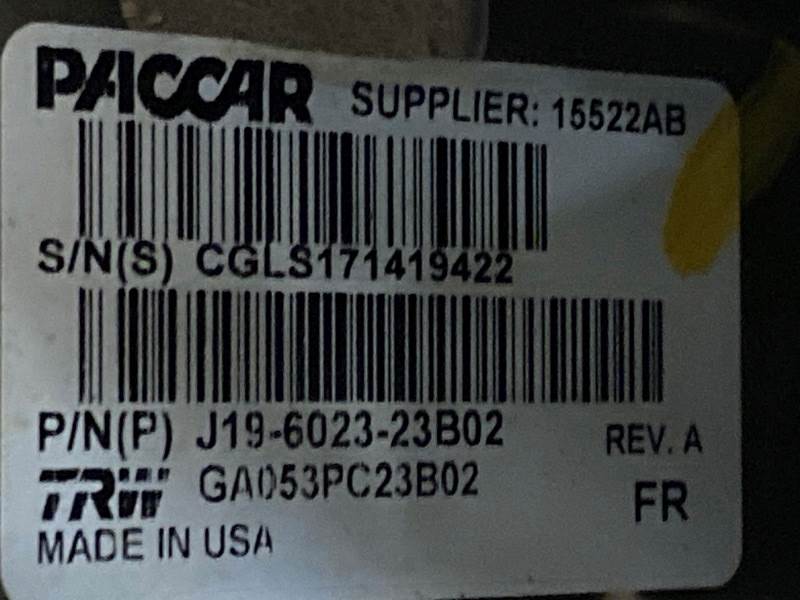 PACCAR SUPPLIER: 15522AB
S/N(S) CGLS171419422
P/N(P) J19-6023-23B02 REV. A
TRW GA053PC23B02 FR
MADE IN USA